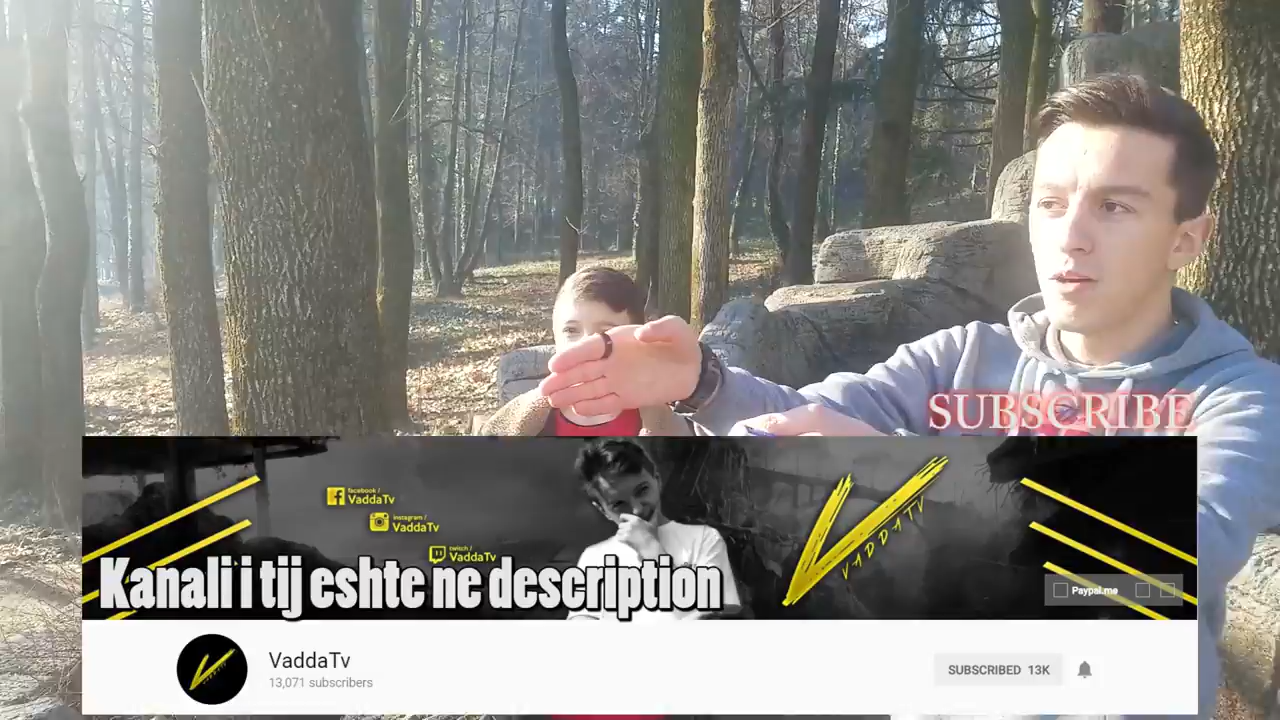 SUBSCRIBE
facebook /
VaddaTv
instagram /
VaddaTv
twitch /
VaddaTv
VADDATV
Kanali i tij eshte ne description
Paypal.me
VaddaTv
13,071 subscribers
SUBSCRIBED 13K